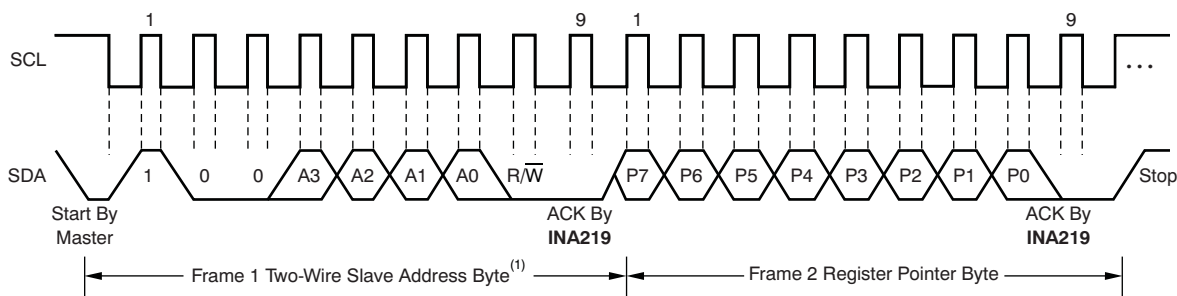 1 9 1 9
SCL ...
SDA 1 0 0 A3 A2 A1 A0 R/W̅ P7 P6 P5 P4 P3 P2 P1 P0 Stop
Start By ACK By ACK By
Master INA219 INA219
Frame 1 Two-Wire Slave Address Byte(1) Frame 2 Register Pointer Byte